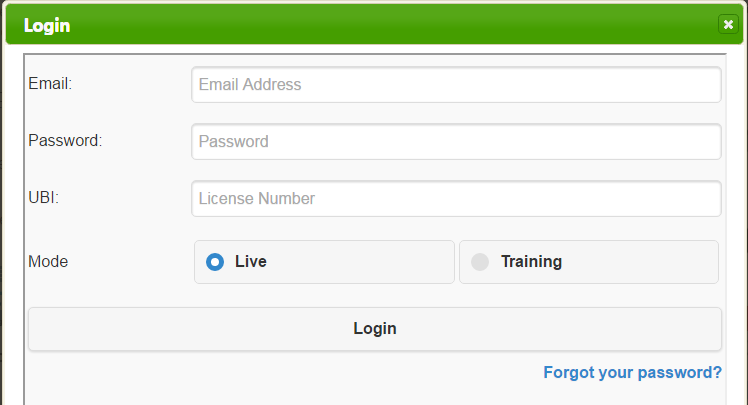 Login
Email: Email Address
Password: Password
UBI: License Number
Mode Live Training
Login
Forgot your password?